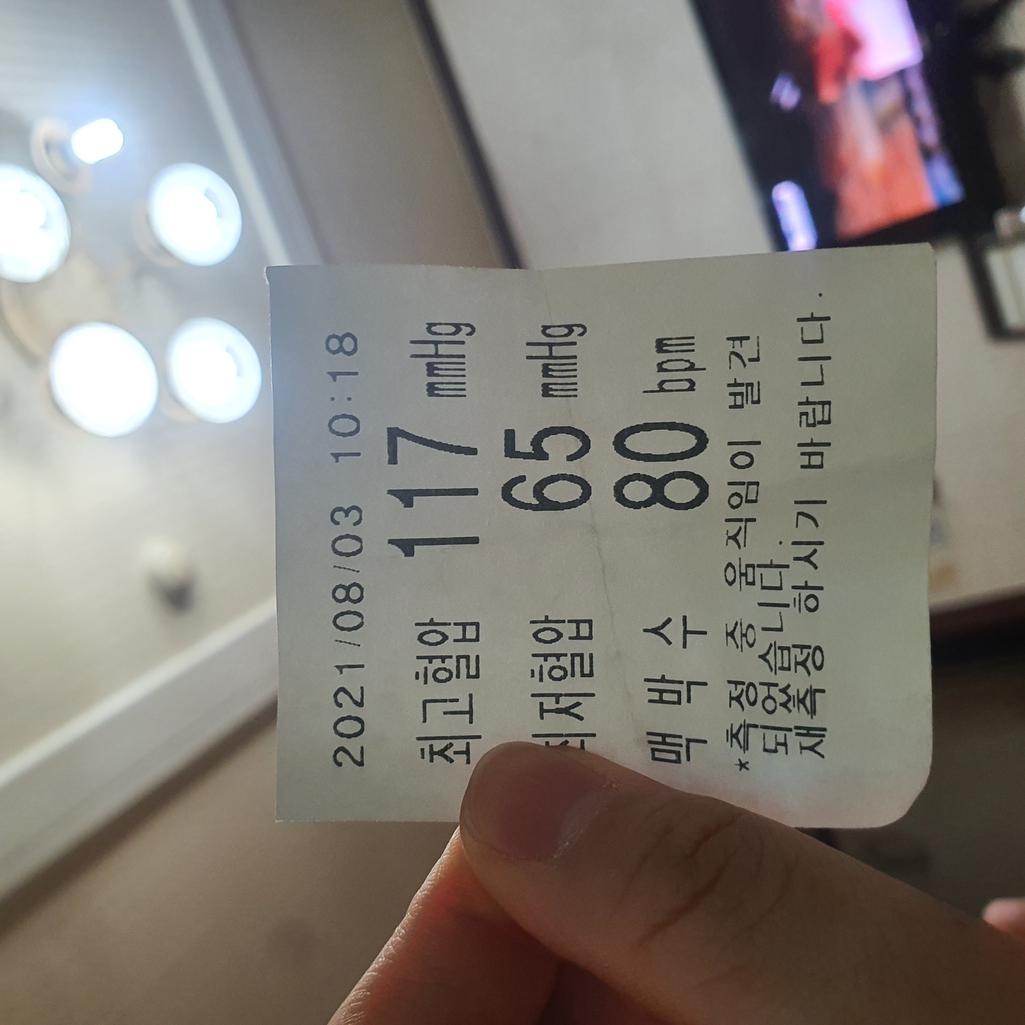 2021/08/03 10:18
최고혈압 117 mmHg
최저혈압 65 mmHg
맥 박 수 80 bpm
*측정 중 움직임이 발견
되었습니다.
재측정 하시기 바랍니다.